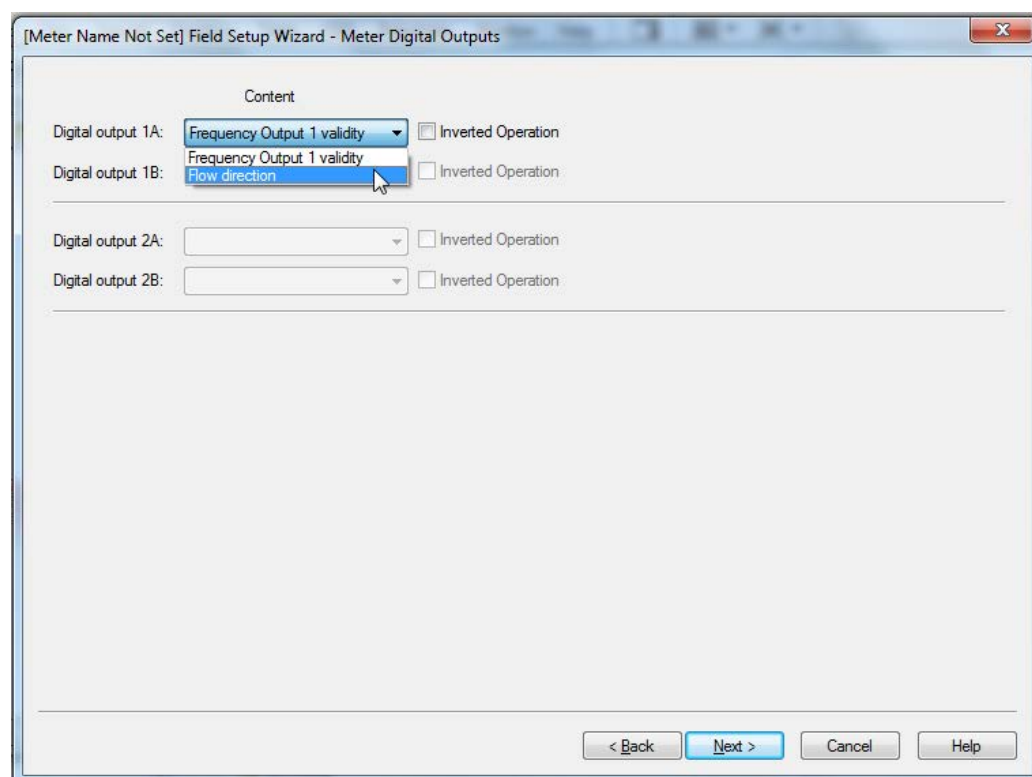 [Meter Name Not Set] Field Setup Wizard - Meter Digital Outputs
Content
Digital output 1A: Frequency Output 1 validity Inverted Operation
Frequency Output 1 validity
Digital output 1B: Flow direction Inverted Operation
Digital output 2A: Inverted Operation
Digital output 2B: Inverted Operation
< Back Next > Cancel Help